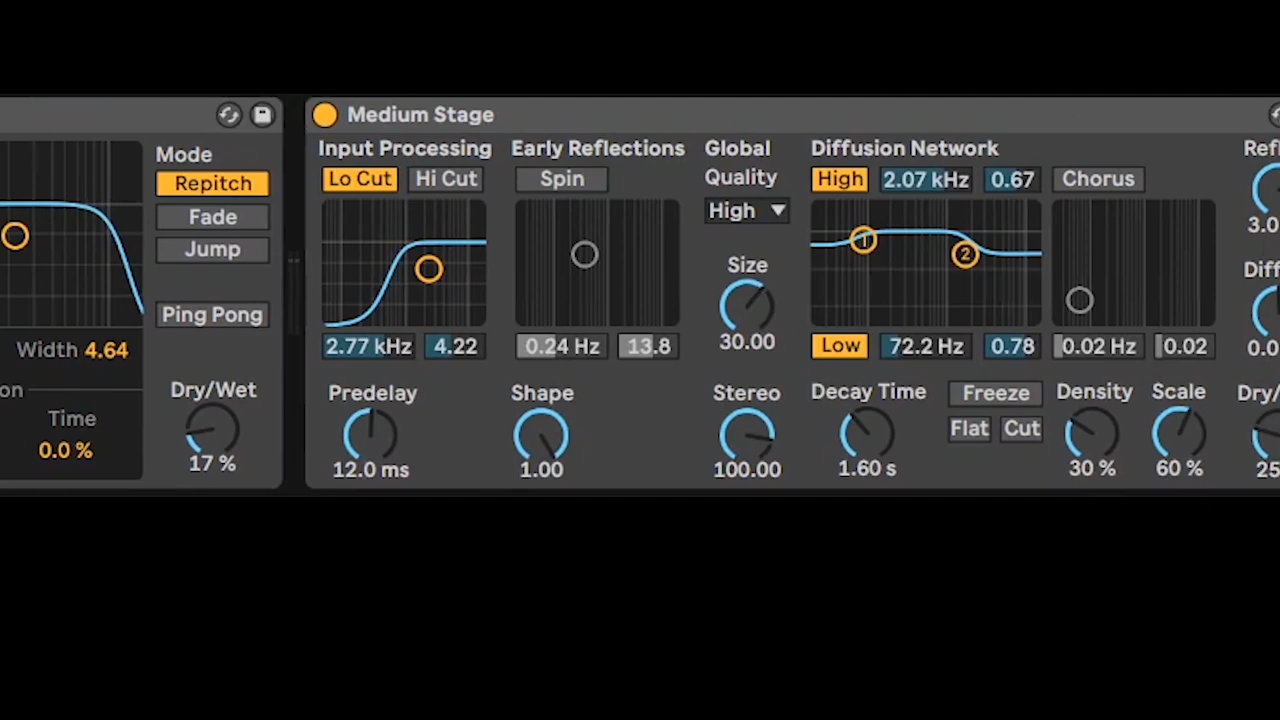 Medium Stage
Mode
Repitch
Fade
Jump
Ping Pong
Width 4.64
Dry/Wet
Time
0.0 %
17 %
Input Processing
Lo Cut Hi Cut
2.77 kHz 4.22
Predelay
12.0 ms
Early Reflections
Spin
0.24 Hz 13.8
Shape
1.00
Global
Quality
High
Size
30.00
Stereo
100.00
Diffusion Network
High 2.07 kHz 0.67 Chorus
1
2
Low 72.2 Hz 0.78 0.02 Hz 0.02
Decay Time
1.60 s
Freeze
Flat Cut
Density
30 %
Scale
60 %